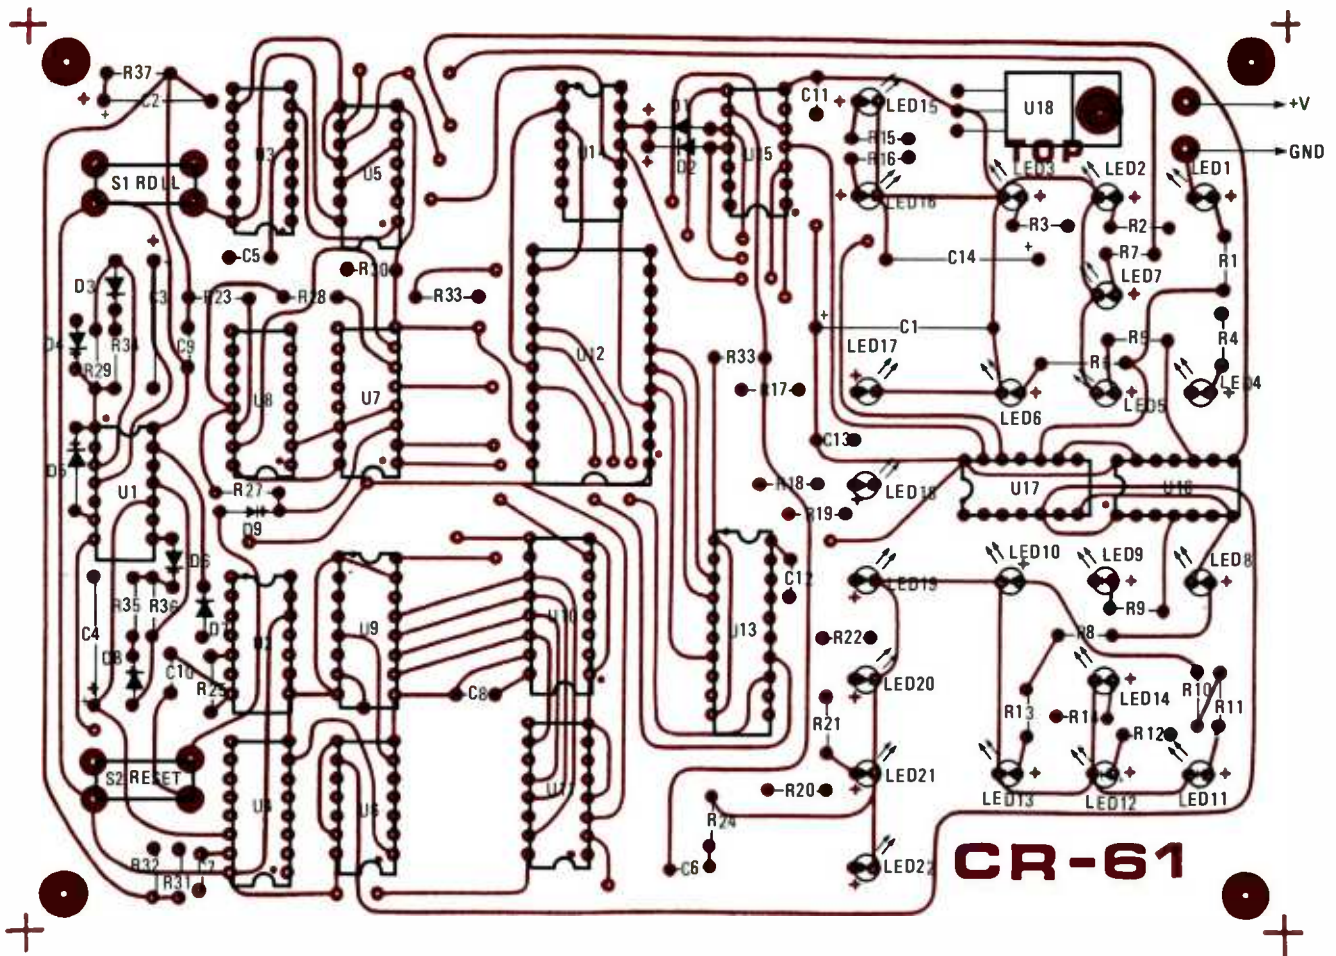 R37
C2
+
+
U3
U5
U14
D1
D2
U15
C11
LED15
R15
R16
LED16
U18
TOP
+V
GND
LED3
LED2
LED1
S1 ROLL
C5
R30
R3
R2
R7
C14
+
R1
LED7
D3
C3
R23
R28
R33
C1
+
R4
D4
R34
R29
C9
U8
U7
U12
R33
LED17
R5
R6
R17
LED6
LED5
LED4
C13
D5
U1
R27
D9
R18
R19
LED18
U17
U16
D6
R35
R36
D7
C4
D8
C10
R25
U2
U9
U10
U13
C12
LED19
LED10
LED9
LED8
R9
R8
R22
C8
LED20
LED14
R10
R11
R21
R13
R14
R12
S2 RESET
U4
U6
U11
LED21
LED13
LED12
LED11
R20
R24
R32
R31
C7
C6
LED22
CR-61